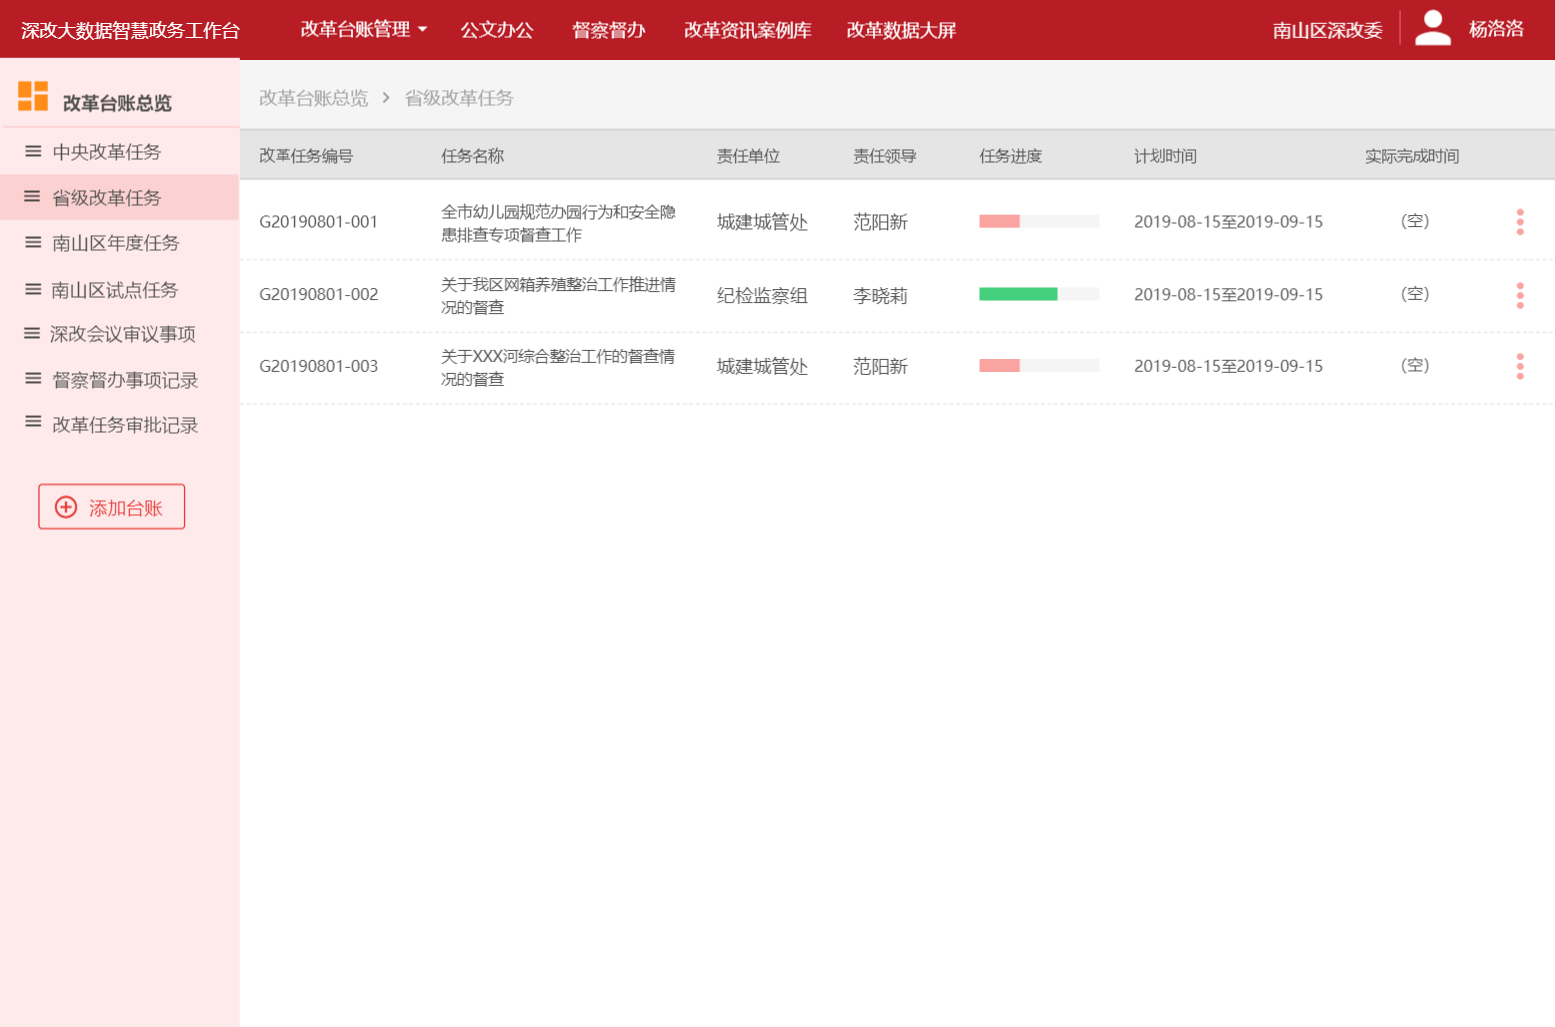 深改大数据智慧政务工作台 改革台账管理 公文办公 督察督办 改革资讯案例库 改革数据大屏 南山区深改委 杨洛洛
改革台账总览
中央改革任务
省级改革任务
南山区年度任务
南山区试点任务
深改会议审议事项
督察督办事项记录
改革任务审批记录
添加台账
改革台账总览 > 省级改革任务
改革任务编号 任务名称 责任单位 责任领导 任务进度 计划时间 实际完成时间
G20190801-001 全市幼儿园规范办园行为和安全隐 城建城管处 范阳新 2019-08-15至2019-09-15 （空）
患排查专项督查工作
G20190801-002 关于我区网箱养殖整治工作推进情 纪检监察组 李晓莉 2019-08-15至2019-09-15 （空）
况的督查
G20190801-003 关于XXX河综合整治工作的督查情 城建城管处 范阳新 2019-08-15至2019-09-15 （空）
况的督查